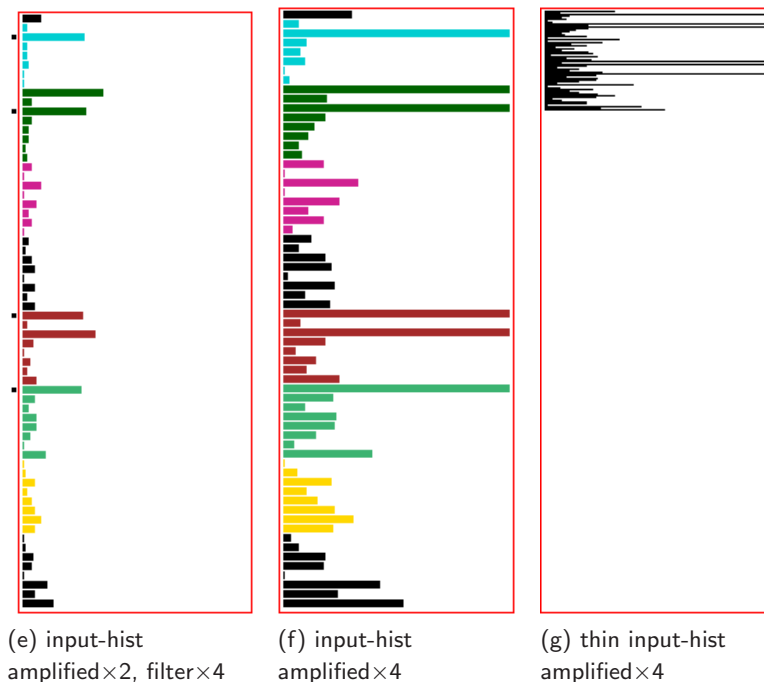 (e) input-hist
amplified×2, filter×4
(f) input-hist
amplified×4
(g) thin input-hist
amplified×4